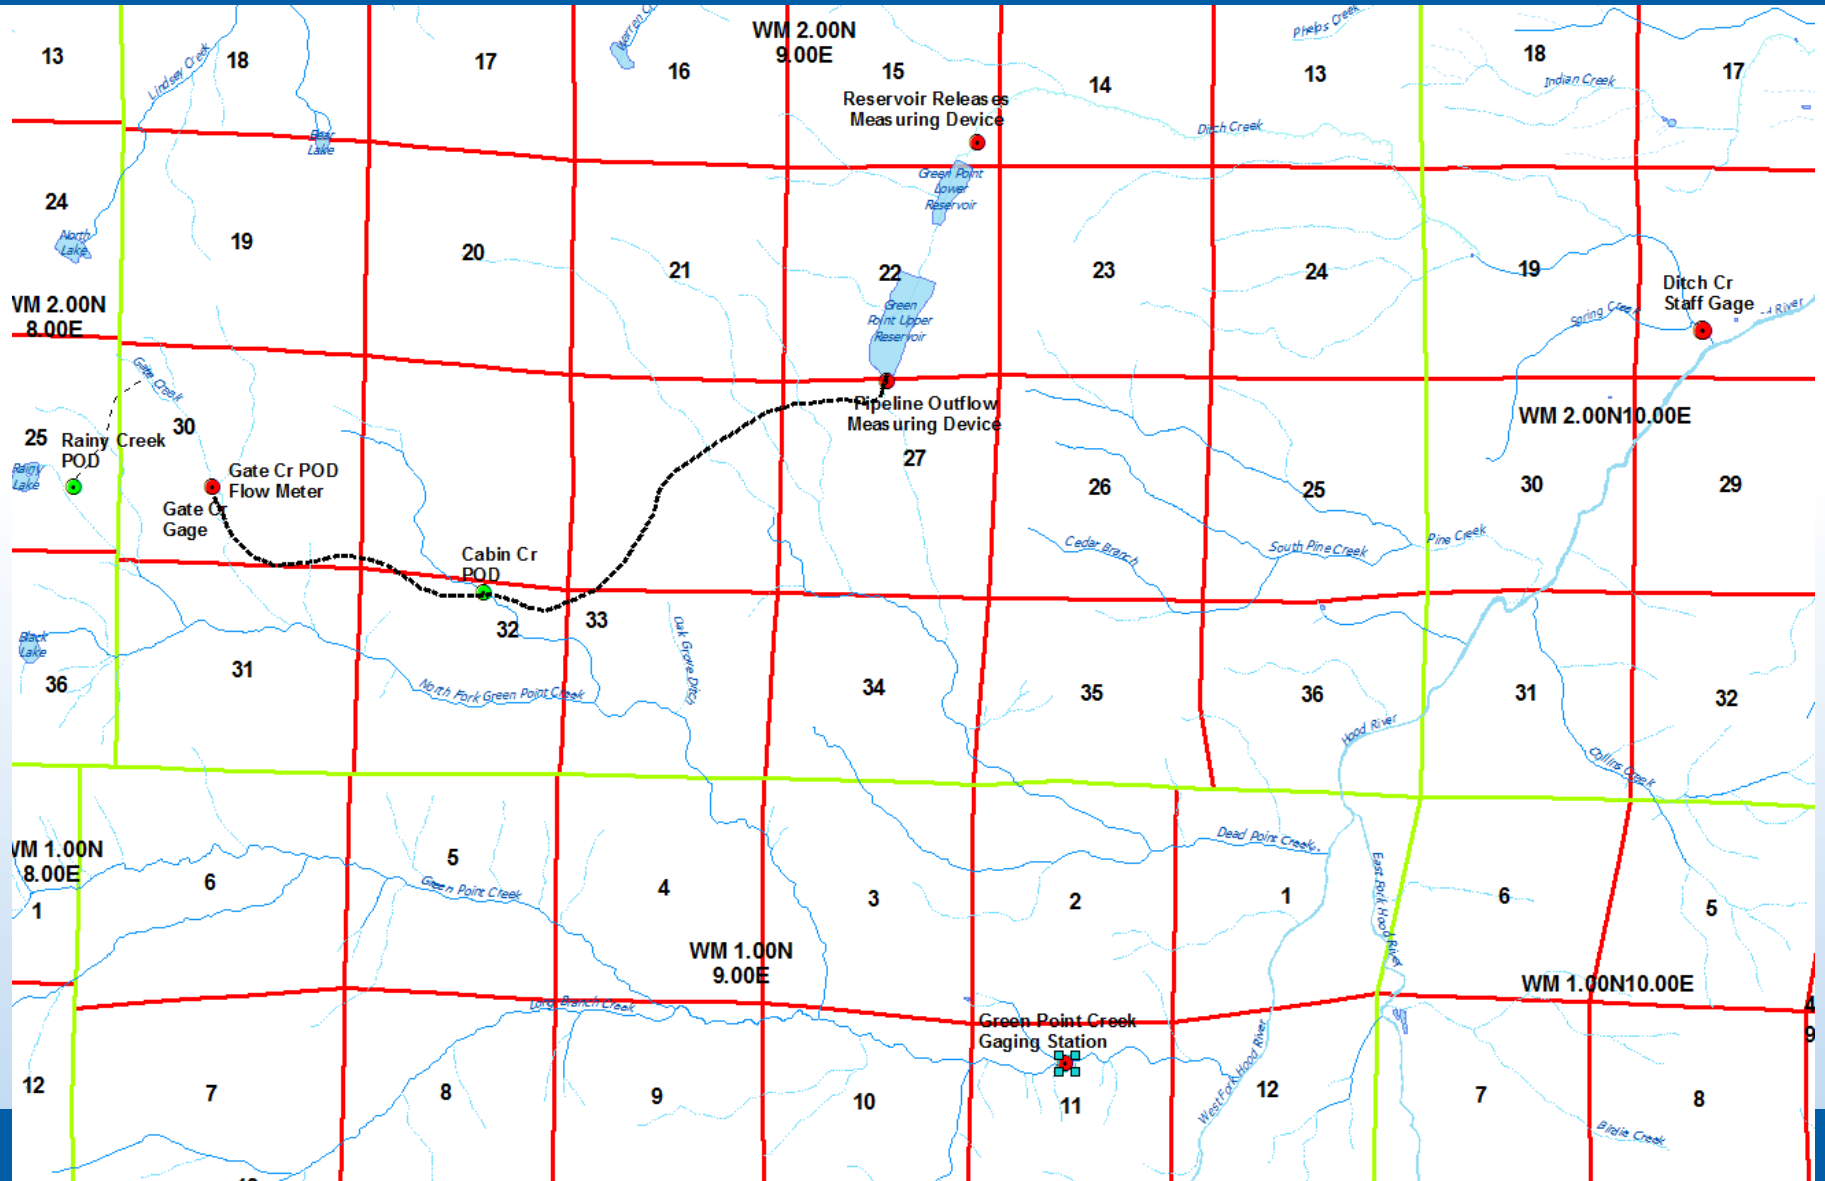 Phelps Creek
WM 2.00N
9.00E
13
18
17
16
15
14
13
18
17
Lindsey Creek
Warren
Indian Creek
Reservoir Releases
Measuring Device
Ditch Creek
Bear
Lake
Green Point
Lower
Reservoir
24
North
Lake
19
20
21
22
23
24
19
WM 2.00N
8.00E
Green
Point Upper
Reservoir
Ditch Cr
Staff Gage
Spring Creek
d River
Gate Creek
Pipeline Outflow
Measuring Device
WM 2.00N10.00E
25
Rainy Creek
POD
30
Rainy
Lake
Gate Cr POD
Flow Meter
Gate Cr
Gage
27
26
25
30
29
Cabin Cr
POD
Cedar Branch
South Pine Creek
Pine Creek
32
33
Black
Lake
Oak Grove Ditch
36
31
North Fork Green Point Creek
34
35
36
31
32
Hood River
Collins Creek
WM 1.00N
8.00E
Dead Point Creek
East Fork Hood River
1
6
5
Green Point Creek
4
3
2
1
6
5
WM 1.00N
9.00E
WM 1.00N10.00E
Long Branch Creek
4
9
Green Point Creek
Gaging Station
West Fork Hood River
12
7
8
9
10
11
12
7
8
Birdie Creek